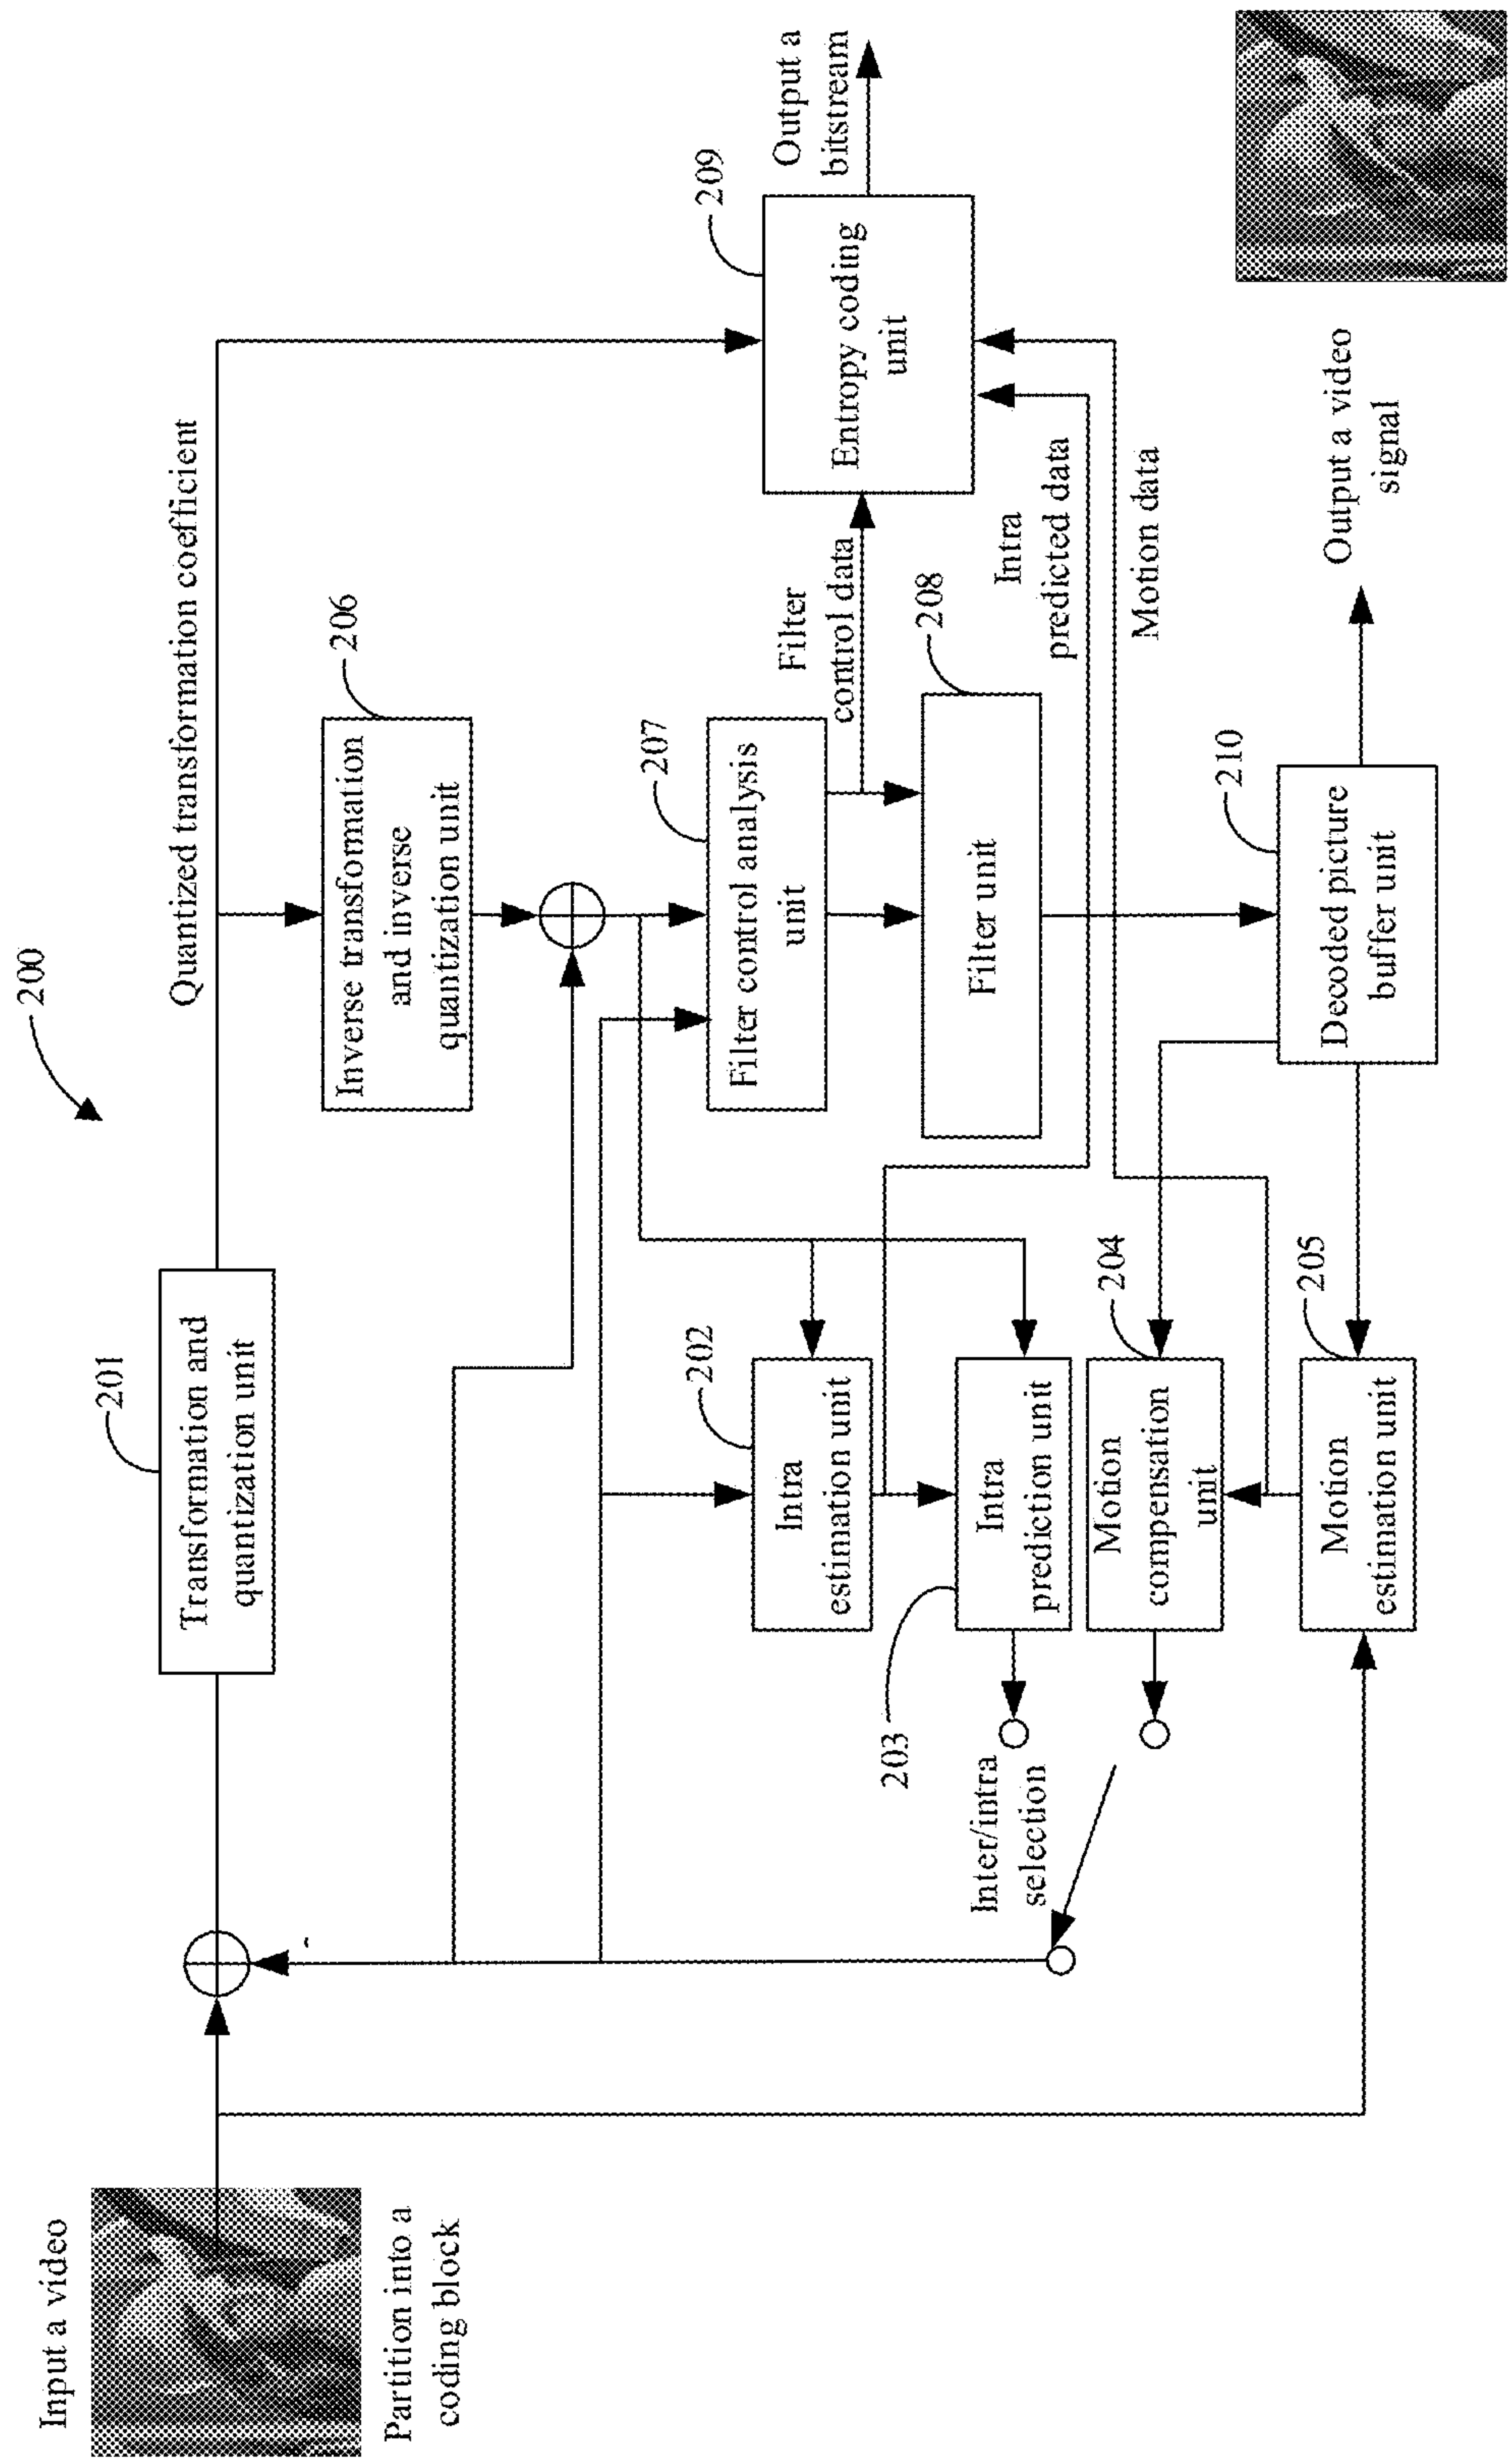 200
Input a video
Partition into a
coding block
201
Transformation and
quantization unit
Quantized transformation coefficient
206
Inverse transformation
and inverse
quantization unit
207
Filter control analysis
unit
Filter
control data
209
Entropy coding
unit
Output a
bitstream
208
Filter unit
Intra
predicted data
Motion data
202
Intra
estimation unit
203
Intra
prediction unit
Inter/intra
selection
204
Motion
compensation
unit
205
Motion
estimation unit
210
Decoded picture
buffer unit
Output a video
signal
-